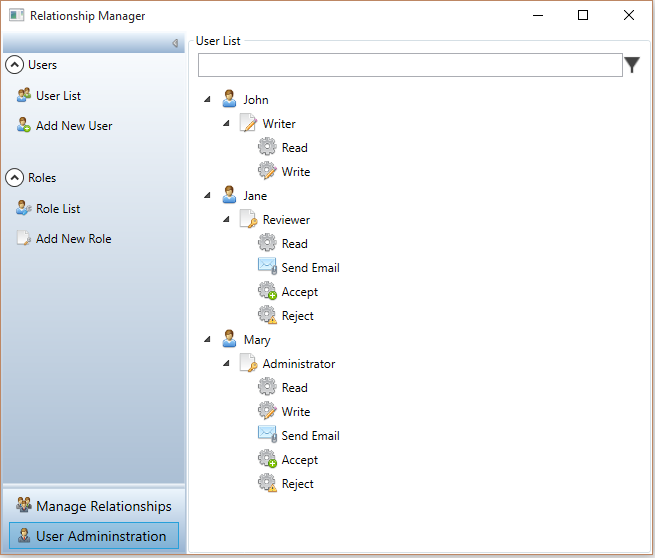 Relationship Manager
Users
User List
Add New User
Roles
Role List
Add New Role
Manage Relationships
User Admininstration
User List
John
Writer
Read
Write
Jane
Reviewer
Read
Send Email
Accept
Reject
Mary
Administrator
Read
Write
Send Email
Accept
Reject